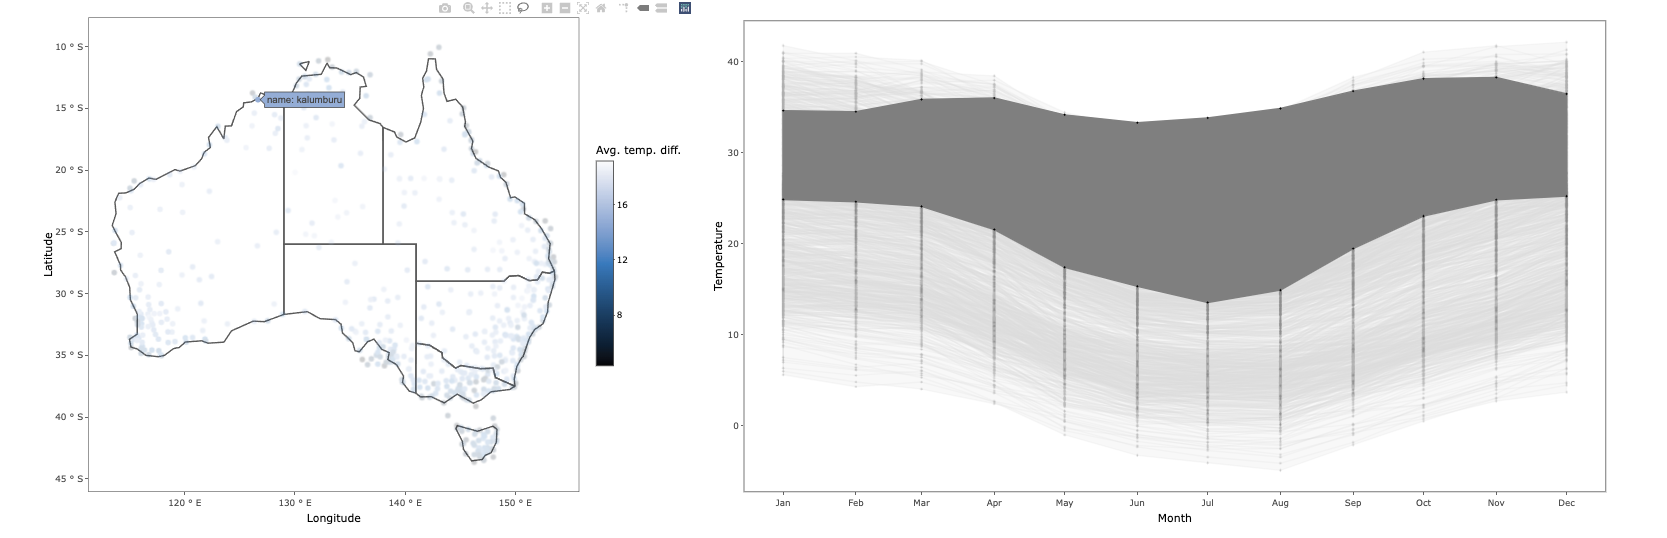 10 ° S
15 ° S
20 ° S
25 ° S
30 ° S
35 ° S
40 ° S
45 ° S
Latitude
120 ° E
130 ° E
140 ° E
150 ° E
Longitude
name: kalumburu
Avg. temp. diff.
16
12
8
40
30
20
10
0
Temperature
Jan
Feb
Mar
Apr
May
Jun
Jul
Aug
Sep
Oct
Nov
Dec
Month